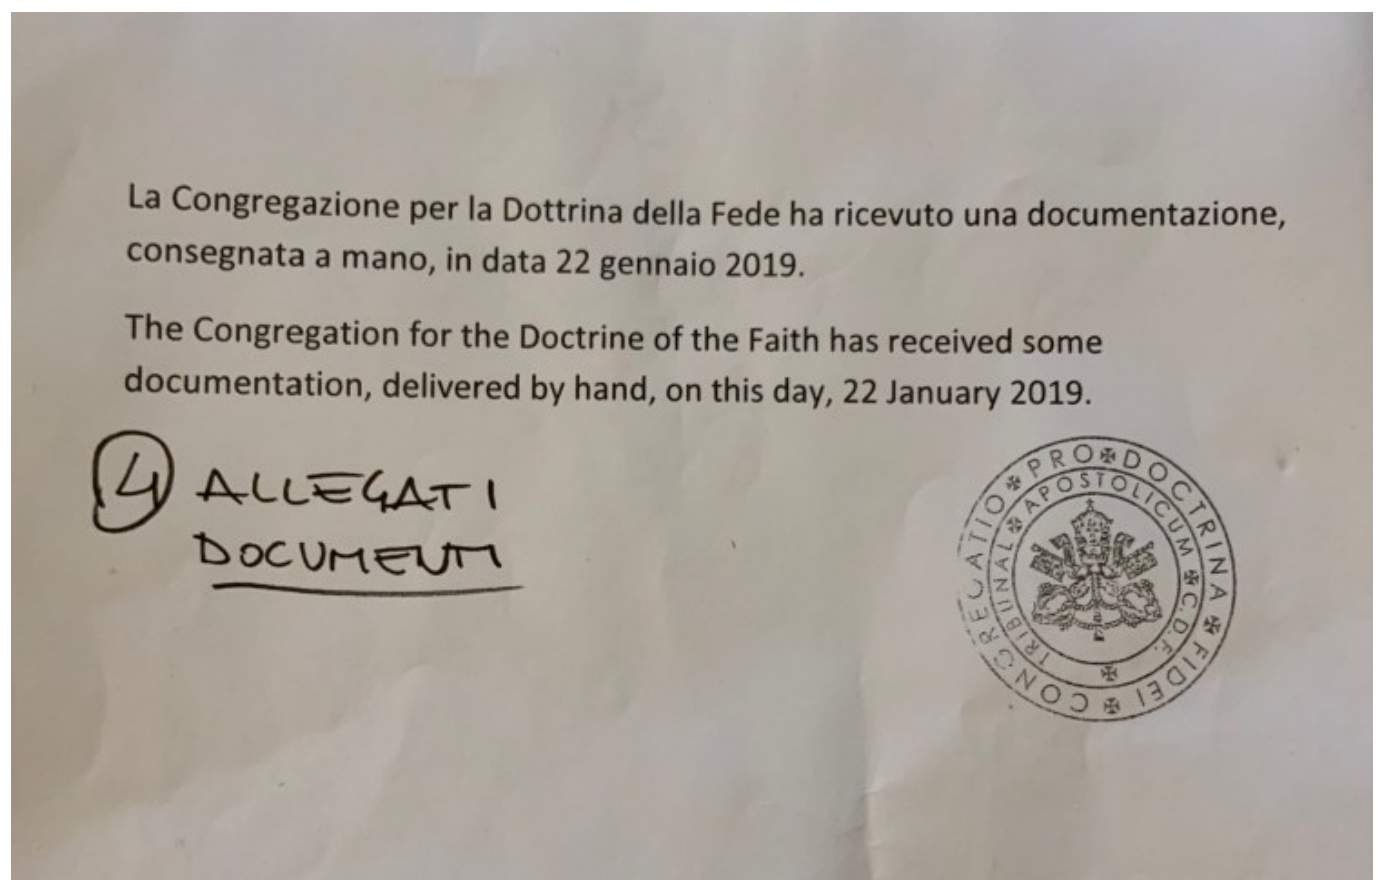 La Congregazione per la Dottrina della Fede ha ricevuto una documentazione,
consegnata a mano, in data 22 gennaio 2019.
The Congregation for the Doctrine of the Faith has received some
documentation, delivered by hand, on this day, 22 January 2019.
4 ALLEGATI
DOCUMENTI
CONGREGATIO ✠ PRO ✠ DOCTRINA ✠ FIDEI ✠
TRIBUNAL ✠ APOSTOLICUM ✠ C.D.F. ✠